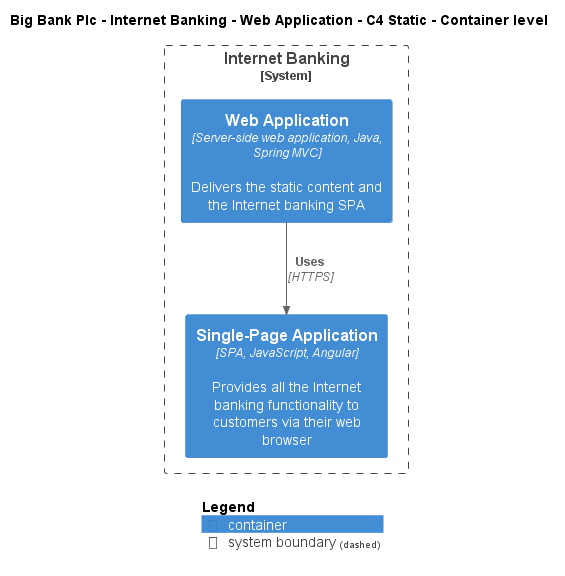 Big Bank Plc - Internet Banking - Web Application - C4 Static - Container level
Internet Banking
[System]
Web Application
[Server-side web application, Java,
Spring MVC]
Delivers the static content and
the Internet banking SPA
Uses
[HTTPS]
Single-Page Application
[SPA, JavaScript, Angular]
Provides all the Internet
banking functionality to
customers via their web
browser
Legend
container
system boundary (dashed)